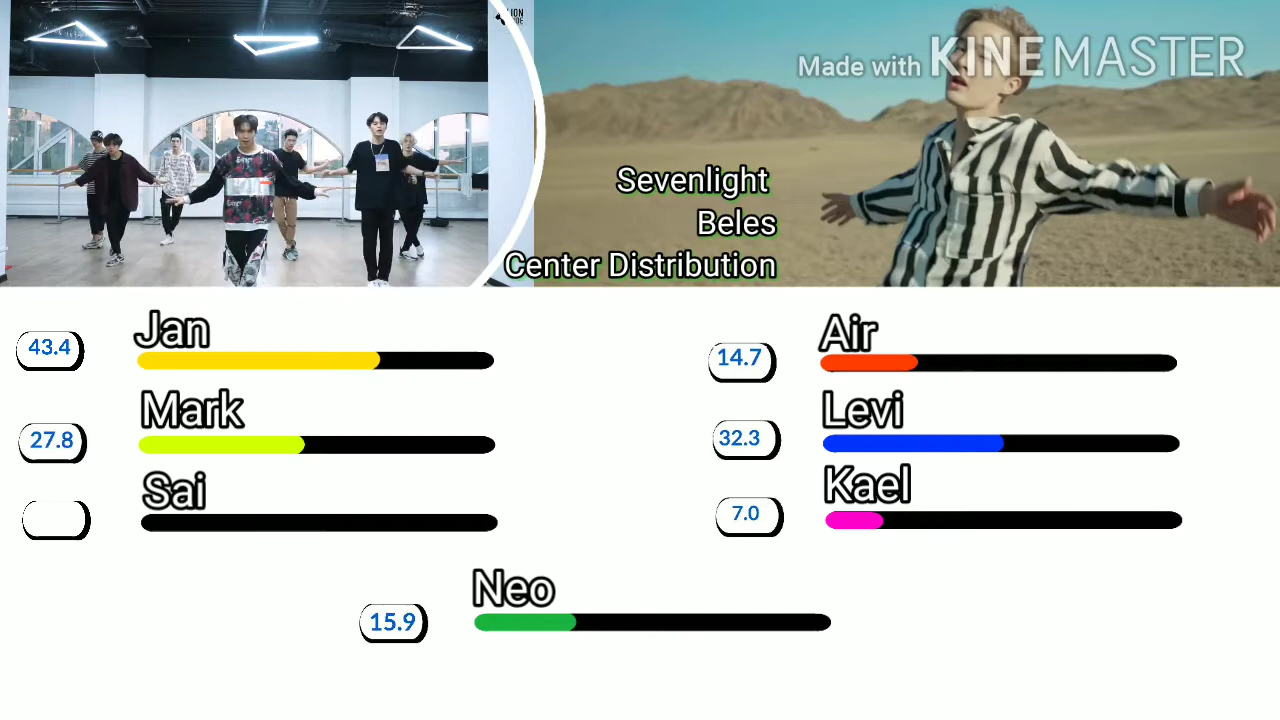 Made with KINEMASTER
Sevenlight
Beles
Center Distribution
Jan
43.4
Mark
27.8
Sai
Air
14.7
Levi
32.3
Kael
7.0
Neo
15.9